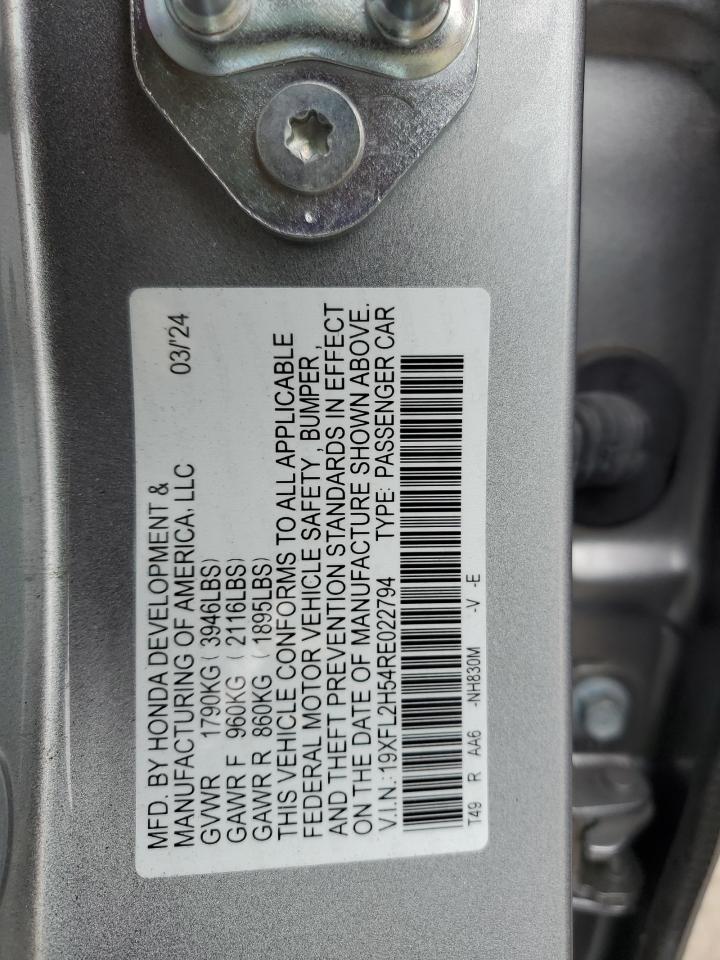 MFD. BY HONDA DEVELOPMENT &
MANUFACTURING OF AMERICA, LLC 03/'24
GVWR 1790KG ( 3946LBS)
GAWR F 960KG ( 2116LBS)
GAWR R 860KG ( 1895LBS)
THIS VEHICLE CONFORMS TO ALL APPLICABLE
FEDERAL MOTOR VEHICLE SAFETY, BUMPER ,
AND THEFT PREVENTION STANDARDS IN EFFECT
ON THE DATE OF MANUFACTURE SHOWN ABOVE.
V.I.N.: 19XFL2H54RE022794 TYPE: PASSENGER CAR
T49 R AA6 -NH830M -V -E